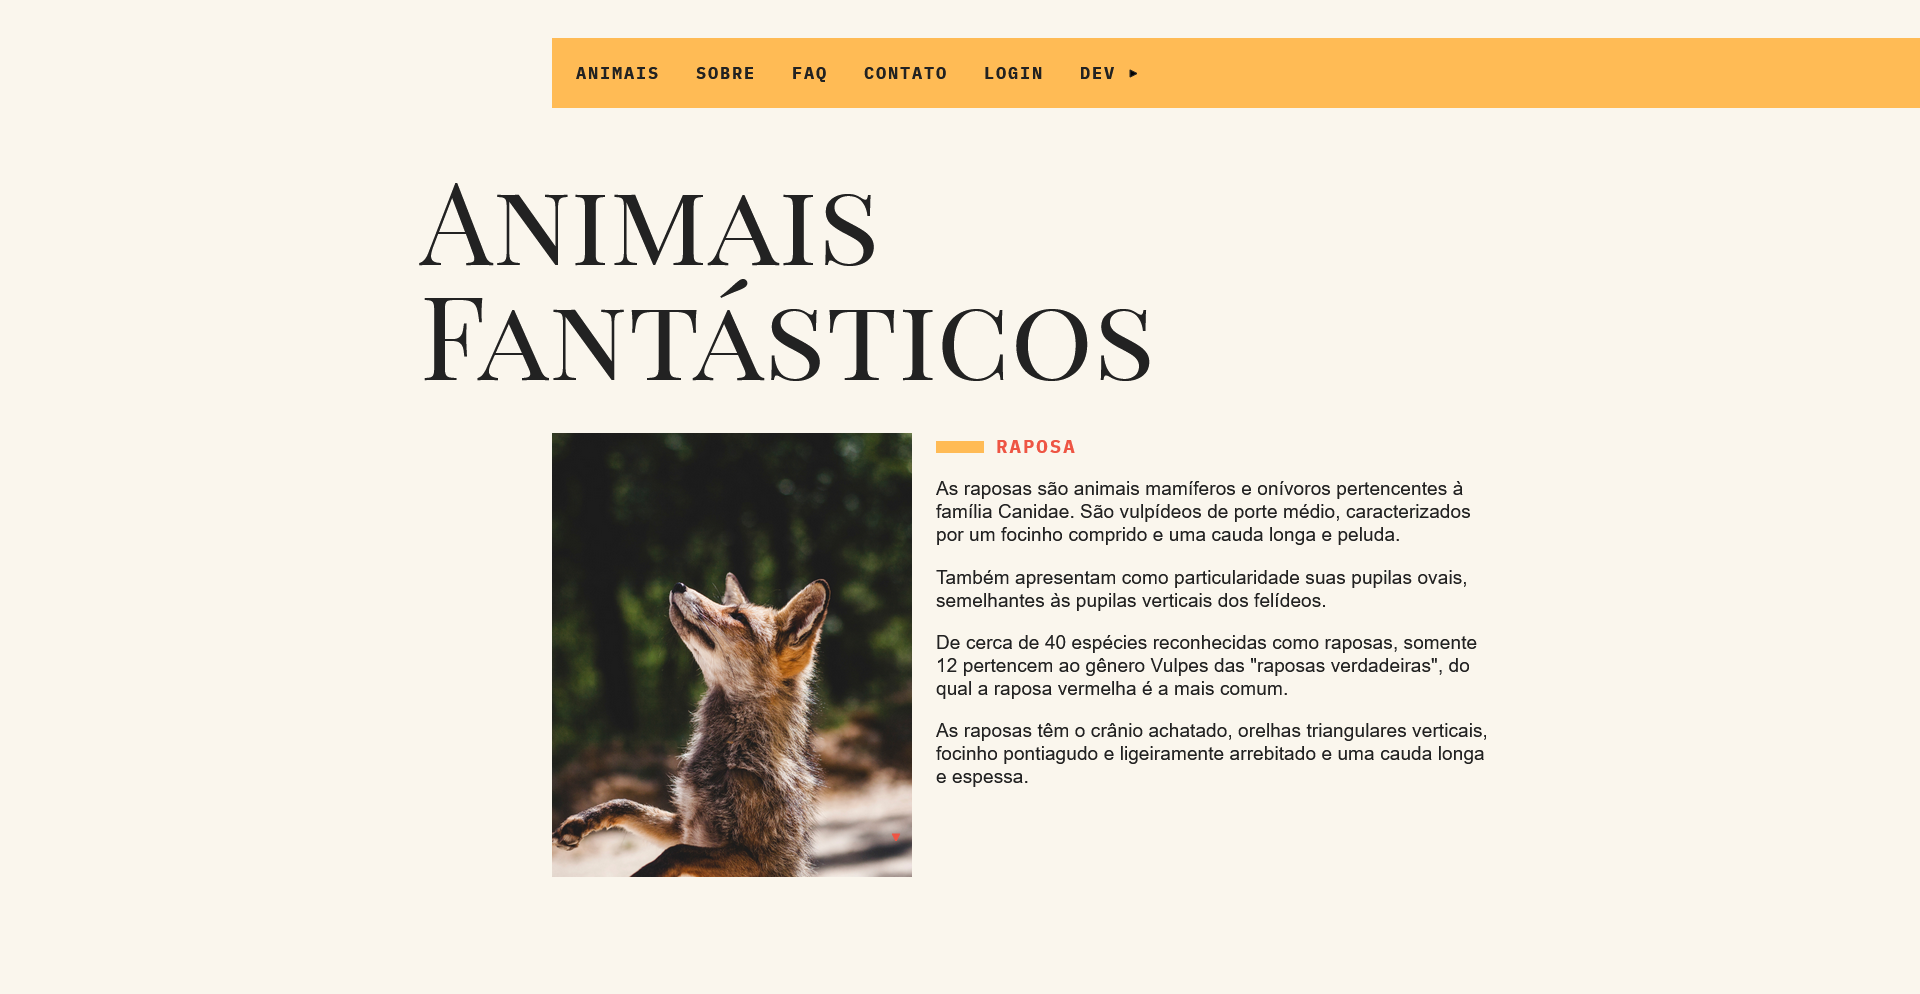 ANIMAIS SOBRE FAQ CONTATO LOGIN DEV ▸
Animais
Fantásticos
RAPOSA
As raposas são animais mamíferos e onívoros pertencentes à
família Canidae. São vulpídeos de porte médio, caracterizados
por um focinho comprido e uma cauda longa e peluda.
Também apresentam como particularidade suas pupilas ovais,
semelhantes às pupilas verticais dos felídeos.
De cerca de 40 espécies reconhecidas como raposas, somente
12 pertencem ao gênero Vulpes das "raposas verdadeiras", do
qual a raposa vermelha é a mais comum.
As raposas têm o crânio achatado, orelhas triangulares verticais,
focinho pontiagudo e ligeiramente arrebitado e uma cauda longa
e espessa.